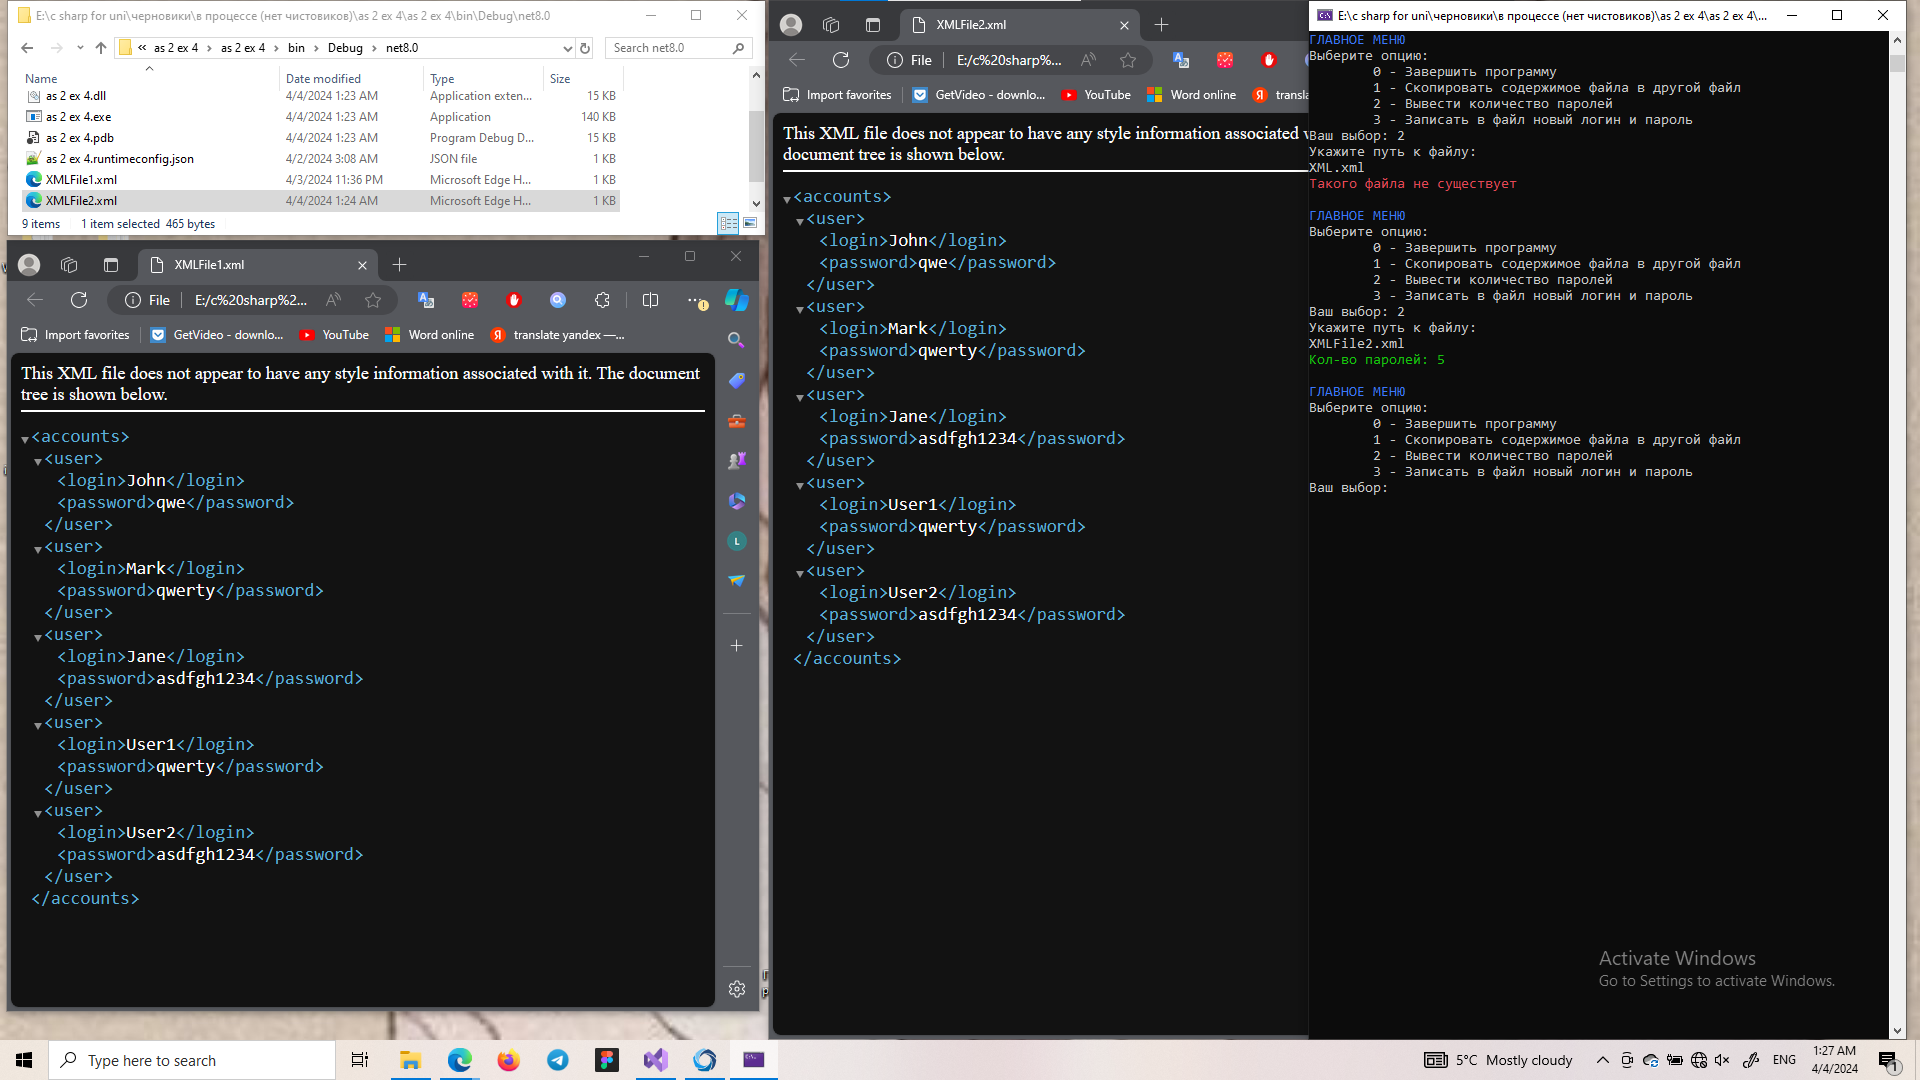 E:\c sharp for uni\черновики\в процессе (нет чистовиков)\as 2 ex 4\as 2 ex 4\bin\Debug\net8.0
« as 2 ex 4 › as 2 ex 4 › bin › Debug › net8.0
Search net8.0
Name Date modified Type Size
as 2 ex 4.dll 4/4/2024 1:23 AM Application exten... 15 KB
as 2 ex 4.exe 4/4/2024 1:23 AM Application 140 KB
as 2 ex 4.pdb 4/4/2024 1:23 AM Program Debug D... 15 KB
as 2 ex 4.runtimeconfig.json 4/2/2024 3:08 AM JSON file 1 KB
XMLFile1.xml 4/3/2024 11:36 PM Microsoft Edge H... 1 KB
XMLFile2.xml 4/4/2024 1:24 AM Microsoft Edge H... 1 KB
9 items 1 item selected 465 bytes
XMLFile1.xml
File E:/c%20sharp%2...
Import favorites GetVideo - downlo... YouTube Word online translate yandex —...
This XML file does not appear to have any style information associated with it. The document
tree is shown below.
<accounts>
<user>
<login>John</login>
<password>qwe</password>
</user>
<user>
<login>Mark</login>
<password>qwerty</password>
</user>
<user>
<login>Jane</login>
<password>asdfgh1234</password>
</user>
<user>
<login>User1</login>
<password>qwerty</password>
</user>
<user>
<login>User2</login>
<password>asdfgh1234</password>
</user>
</accounts>
L
XMLFile2.xml
File E:/c%20sharp%...
Import favorites GetVideo - downlo... YouTube Word online transla
This XML file does not appear to have any style information associated
document tree is shown below.
<accounts>
<user>
<login>John</login>
<password>qwe</password>
</user>
<user>
<login>Mark</login>
<password>qwerty</password>
</user>
<user>
<login>Jane</login>
<password>asdfgh1234</password>
</user>
<user>
<login>User1</login>
<password>qwerty</password>
</user>
<user>
<login>User2</login>
<password>asdfgh1234</password>
</user>
</accounts>
E:\c sharp for uni\черновики\в процессе (нет чистовиков)\as 2 ex 4\as 2 ex 4\...
ГЛАВНОЕ МЕНЮ
Выберите опцию:
0 - Завершить программу
1 - Скопировать содержимое файла в другой файл
2 - Вывести количество паролей
3 - Записать в файл новый логин и пароль
Ваш выбор: 2
Укажите путь к файлу:
XML.xml
Такого файла не существует
ГЛАВНОЕ МЕНЮ
Выберите опцию:
0 - Завершить программу
1 - Скопировать содержимое файла в другой файл
2 - Вывести количество паролей
3 - Записать в файл новый логин и пароль
Ваш выбор: 2
Укажите путь к файлу:
XMLFile2.xml
Кол-во паролей: 5
ГЛАВНОЕ МЕНЮ
Выберите опцию:
0 - Завершить программу
1 - Скопировать содержимое файла в другой файл
2 - Вывести количество паролей
3 - Записать в файл новый логин и пароль
Ваш выбор:
Activate Windows
Go to Settings to activate Windows.
Type here to search
5°C Mostly cloudy
ENG
1:27 AM
4/4/2024
1